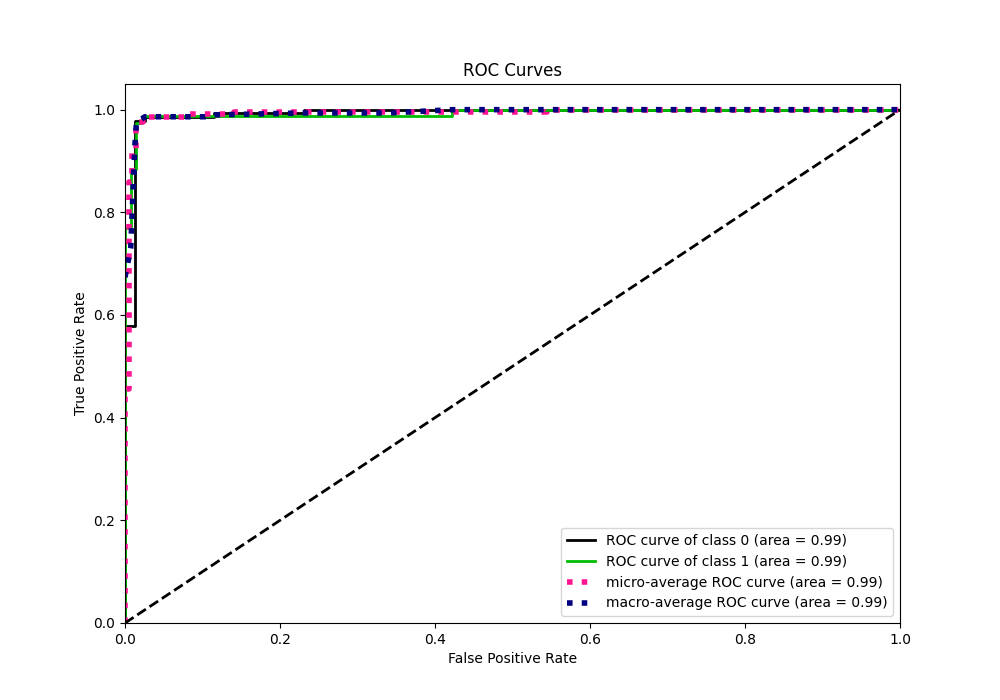 ROC Curves
True Positive Rate
1.0
0.8
0.6
0.4
0.2
0.0
0.0 0.2 0.4 0.6 0.8 1.0
False Positive Rate
ROC curve of class 0 (area = 0.99)
ROC curve of class 1 (area = 0.99)
micro-average ROC curve (area = 0.99)
macro-average ROC curve (area = 0.99)